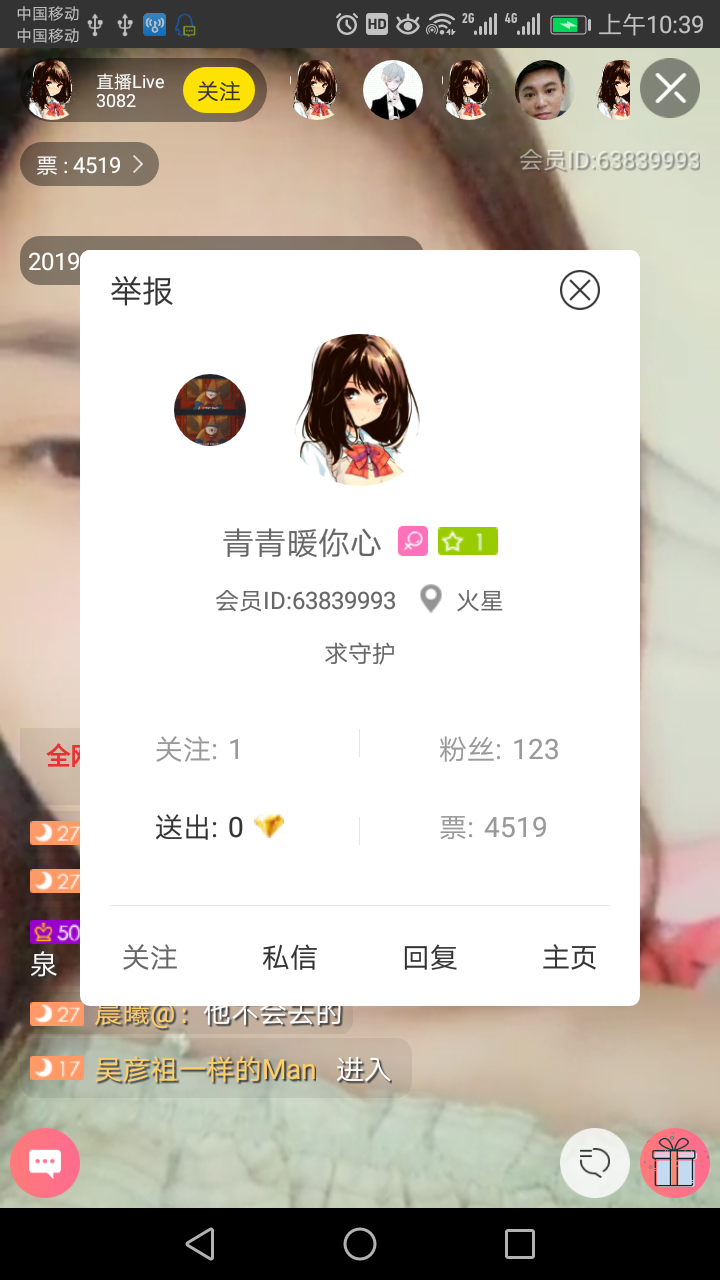 中国移动
中国移动
HD
2G
4G
上午10:39
直播Live
3082
关注
票 : 4519
会员ID:63839993
2019
举报
青青暖你心
1
会员ID:63839993
火星
求守护
关注: 1
粉丝: 123
送出: 0
票: 4519
全网
27
27
50
泉
关注
私信
回复
主页
27 晨曦@： 他不会去的
17 吴彦祖一样的Man 进入